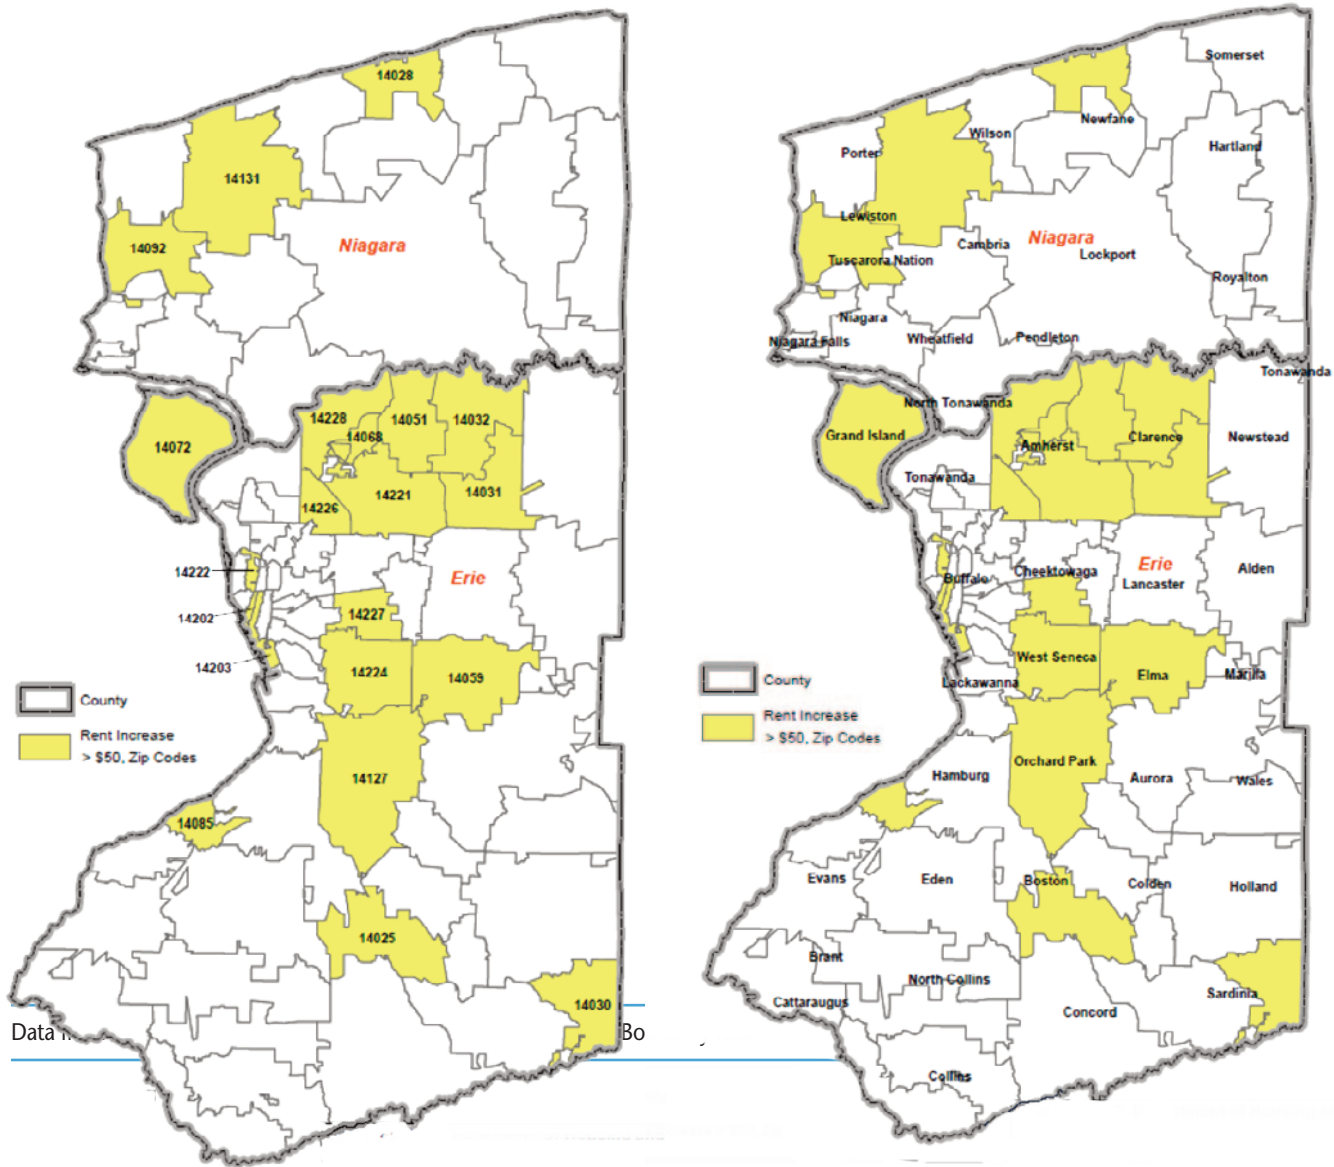 14028
14131
Niagara
14092
14228
14051
14032
14068
14072
14221
14031
14226
14222
Erie
14202
14227
14203
14224
14059
County
Rent Increase
> $50, Zip Codes
14127
14085
14025
14030
Data
Bo
Somerset
Newfane
Wilson
Hartland
Porter
Lewiston
Niagara
Cambria
Lockport
Tuscarora Nation
Royalton
Niagara
Niagara Falls
Wheatfield
Pendleton
Tonawanda
North Tonawanda
Grand Island
Amherst
Clarence
Newstead
Tonawanda
Erie
Alden
Buffalo
Cheektowaga
Lancaster
West Seneca
Elma
Marilla
Lackawanna
County
Rent Increase
> $50, Zip Codes
Orchard Park
Hamburg
Aurora
Wales
Evans
Eden
Boston
Colden
Holland
Brant
North Collins
Cattaraugus
Sardinia
Concord
Collins